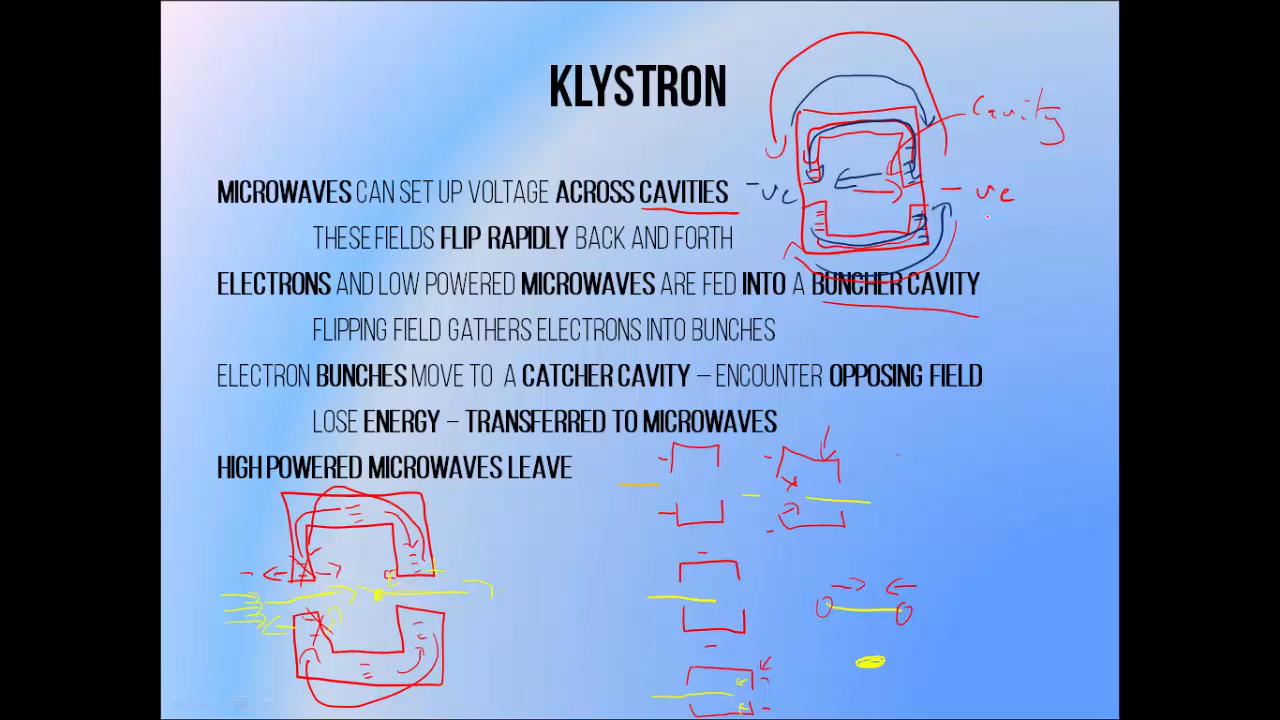 KLYSTRON
cavity
MICROWAVES CAN SET UP VOLTAGE ACROSS CAVITIES
-ve
-ve
THESE FIELDS FLIP RAPIDLY BACK AND FORTH
ELECTRONS AND LOW POWERED MICROWAVES ARE FED INTO A BUNCHER CAVITY
FLIPPING FIELD GATHERS ELECTRONS INTO BUNCHES
ELECTRON BUNCHES MOVE TO A CATCHER CAVITY – ENCOUNTER OPPOSING FIELD
LOSE ENERGY – TRANSFERRED TO MICROWAVES
HIGH POWERED MICROWAVES LEAVE